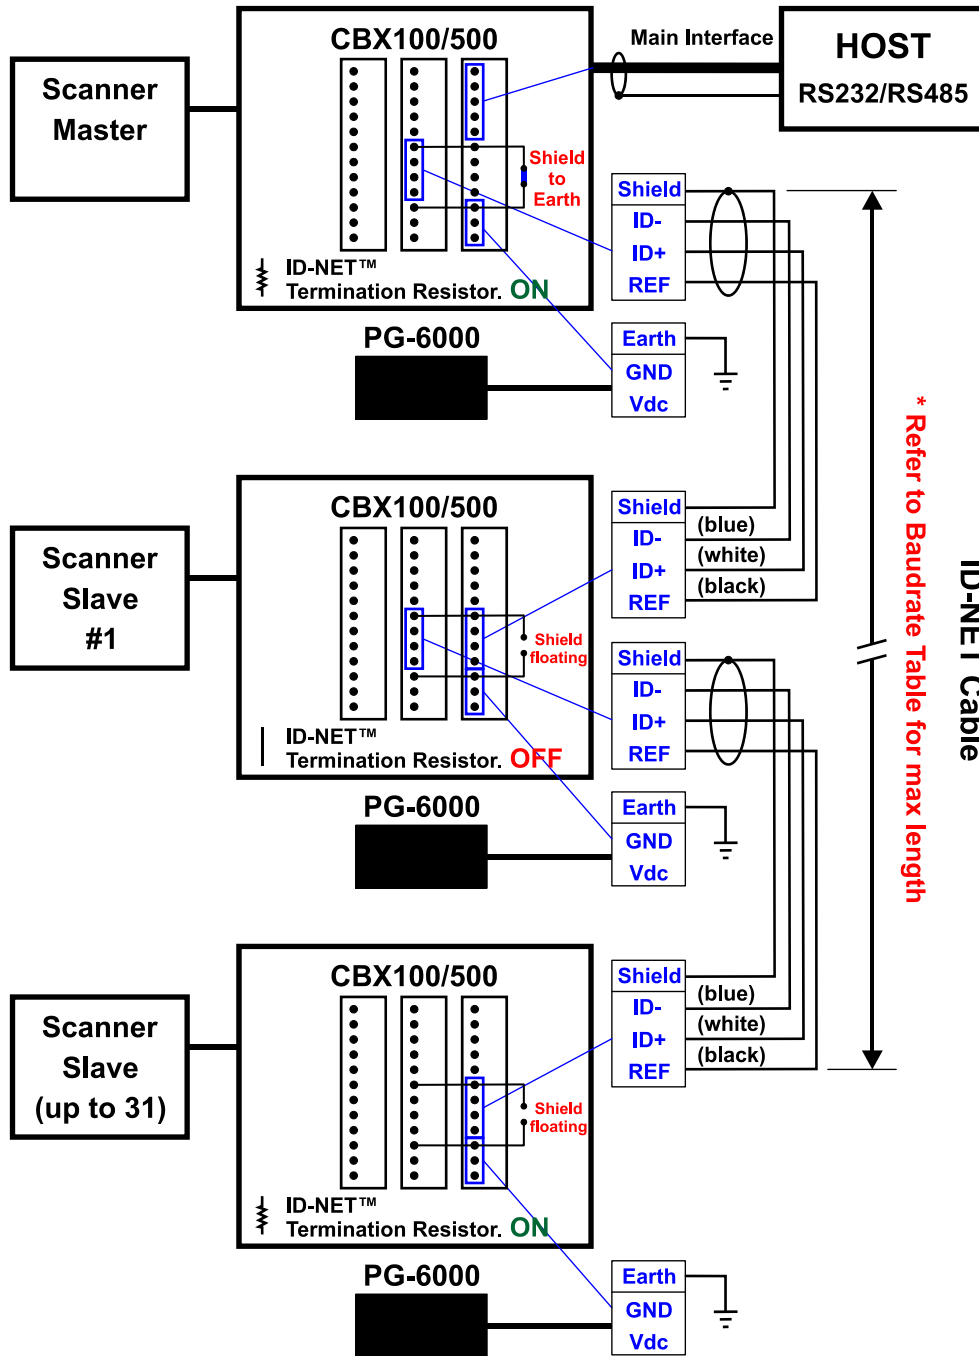 CBX100/500
Main Interface
HOST
RS232/RS485
Scanner
Master
Shield
to
Earth
Shield
ID-
ID+
REF
ID-NET™
Termination Resistor. ON
PG-6000
Earth
GND
Vdc
CBX100/500
Scanner
Slave
#1
Shield
ID-
ID+
REF
(blue)
(white)
(black)
Shield
floating
Shield
ID-
ID+
REF
ID-NET™
Termination Resistor. OFF
PG-6000
Earth
GND
Vdc
CBX100/500
Scanner
Slave
(up to 31)
Shield
ID-
ID+
REF
(blue)
(white)
(black)
Shield
floating
ID-NET™
Termination Resistor. ON
PG-6000
Earth
GND
Vdc
ID-NET Cable
* Refer to Baudrate Table for max length